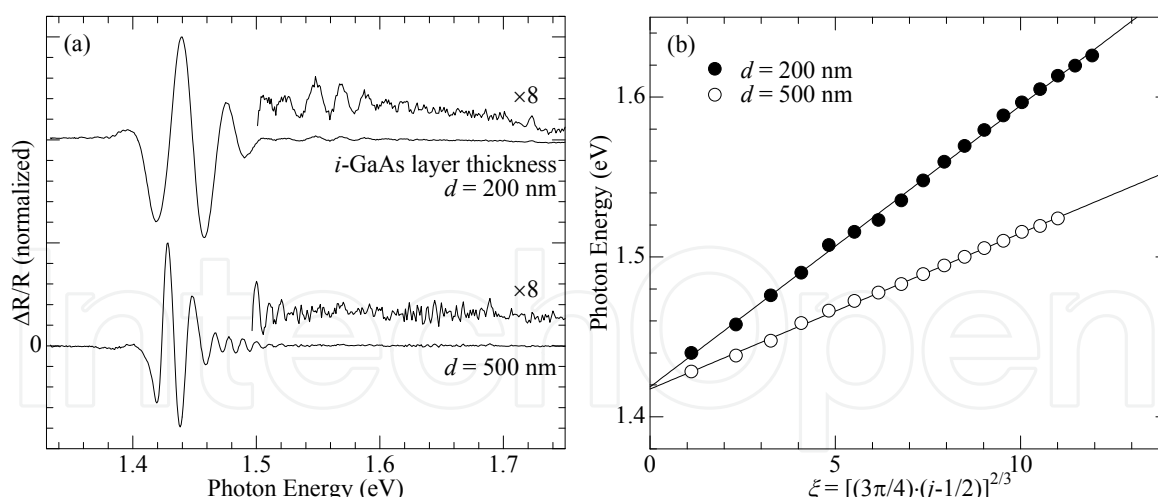 (a)
×8
i-GaAs layer thickness
d = 200 nm
×8
d = 500 nm
0
ΔR/R (normalized)
1.4 1.5 1.6 1.7
Photon Energy (eV)
(b)
d = 200 nm
d = 500 nm
1.6
1.5
1.4
Photon Energy (eV)
0 5 10
ξ = [(3π/4)·(j-1/2)]^{2/3}
IntechOpen